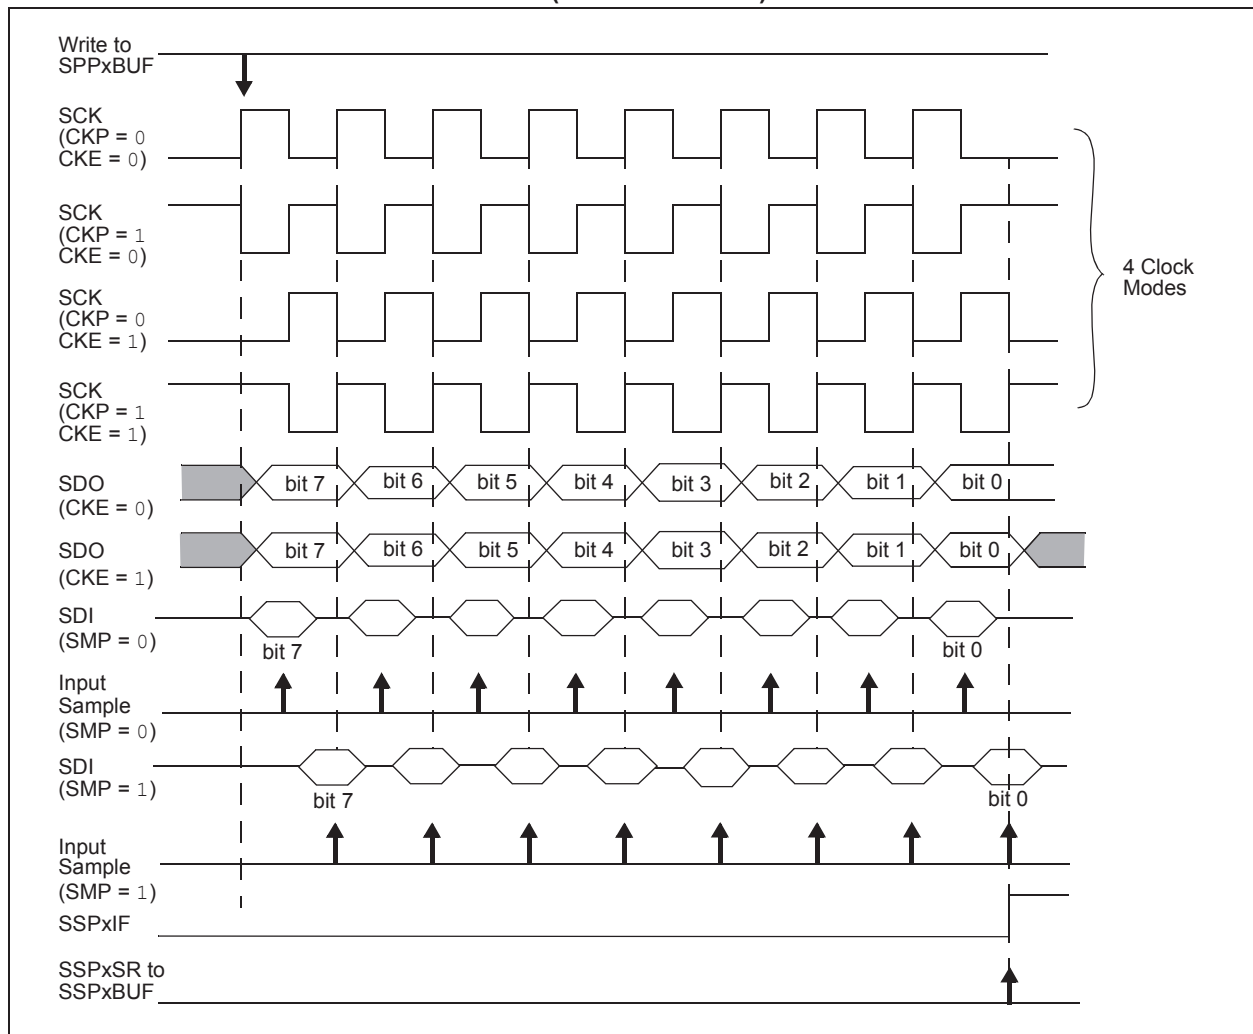 Write to
SPPxBUF
SCK
(CKP = 0
CKE = 0)
SCK
(CKP = 1
CKE = 0)
SCK
(CKP = 0
CKE = 1)
SCK
(CKP = 1
CKE = 1)
4 Clock
Modes
SDO
(CKE = 0)
bit 7 bit 6 bit 5 bit 4 bit 3 bit 2 bit 1 bit 0
SDO
(CKE = 1)
bit 7 bit 6 bit 5 bit 4 bit 3 bit 2 bit 1 bit 0
SDI
(SMP = 0)
bit 7 bit 0
Input
Sample
(SMP = 0)
SDI
(SMP = 1)
bit 7 bit 0
Input
Sample
(SMP = 1)
SSPxIF
SSPxSR to
SSPxBUF